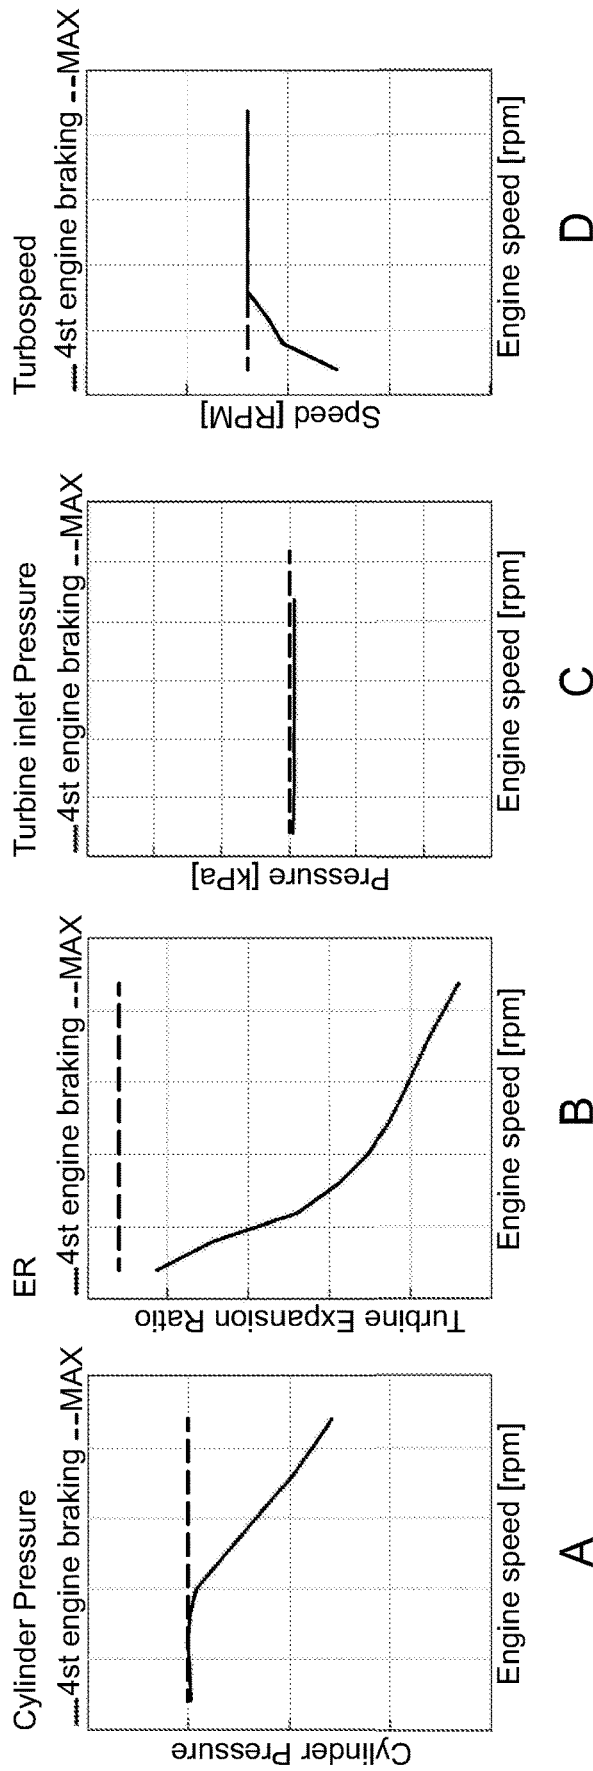 Cylinder Pressure
4st engine braking --MAX
Cylinder Pressure
Engine speed [rpm]
A
ER
4st engine braking --MAX
Turbine Expansion Ratio
Engine speed [rpm]
B
Turbine inlet Pressure
4st engine braking --MAX
Pressure [kPa]
Engine speed [rpm]
C
Turbospeed
4st engine braking --MAX
Speed [RPM]
Engine speed [rpm]
D